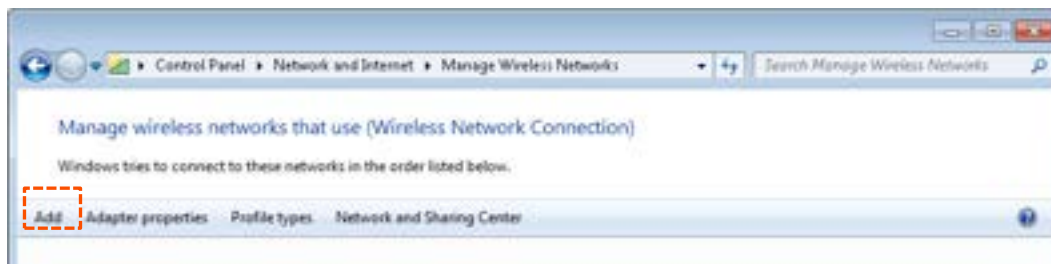 Control Panel ▸ Network and Internet ▸ Manage Wireless Networks
Search Manage Wireless Networks
Manage wireless networks that use (Wireless Network Connection)
Windows tries to connect to these networks in the order listed below.
Add Adapter properties Profile types Network and Sharing Center